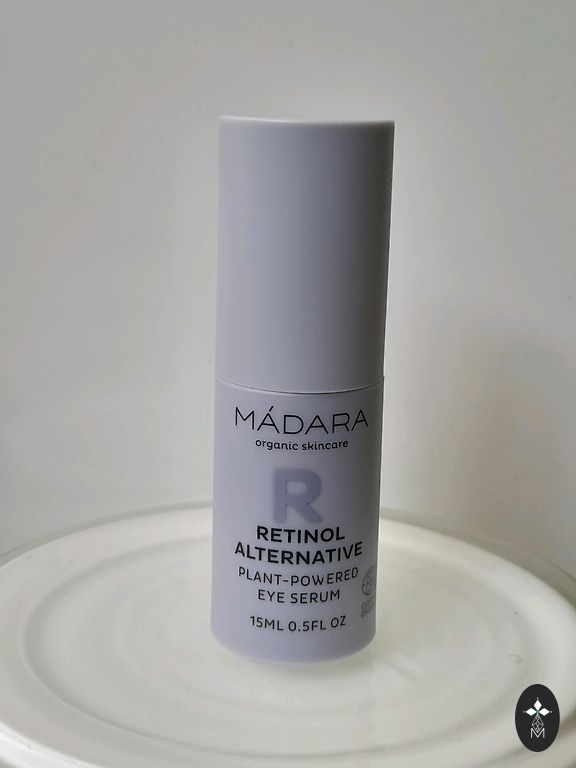 MÁDARA
organic skincare
R
RETINOL
ALTERNATIVE
PLANT-POWERED
EYE SERUM
15ML 0.5FL OZ
M